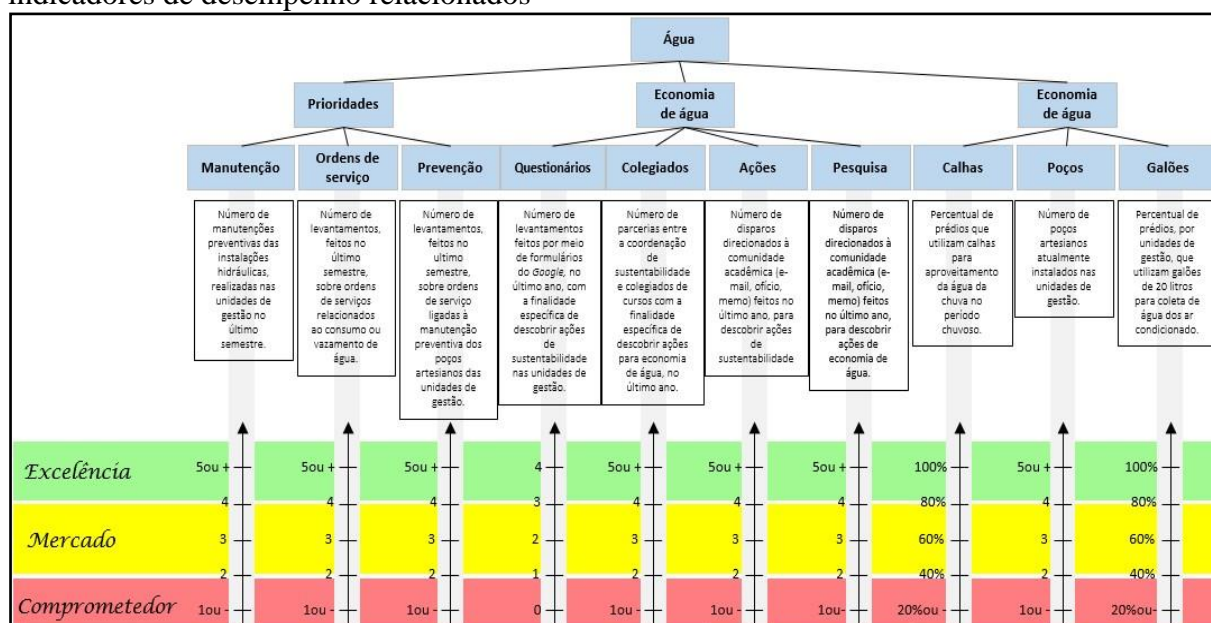 indicadores de desempenho relacionados
Água
Prioridades
Economia
de água
Economia
de água
Manutenção
Ordens de
serviço
Prevenção
Questionários
Colegiados
Ações
Pesquisa
Calhas
Poços
Galões
Número de
manutenções
preventivas das
instalações
hidráulicas,
realizadas nas
unidades de
gestão no
último
semestre.
Número de
levantamentos,
feitos no
último
semestre,
sobre ordens
de serviços
relacionados
ao consumo ou
vazamento de
água.
Número de
levantamentos,
feitos no
ultimo
semestre, sobre
ordens de
serviço ligadas à
manutenção
preventiva dos
poços
artesianos das
unidades de
gestão.
Número de
levantamentos
feitos por meio
de formulários
do Google, no
último ano, com
a finalidade
específica de
descobrir ações
de
sustentabilidade
nas unidades de
gestão.
Número de
parcerias entre
a coordenação
de
sustentabilidade
e colegiados de
cursos com a
finalidade
específica de
descobrir ações
para economia
de água, no
último ano.
Número de
disparos
direcionados à
comunidade
acadêmica (e-
mail, ofício,
memo) feitos no
último ano, para
descobrir ações
de
sustentabilidade
Número de
disparos
direcionados à
comunidade
acadêmica (e-
mail, ofício,
memo) feitos
no último ano,
para descobrir
ações de
economia de
água.
Percentual de
prédios que
utilizam calhas
para
aproveitamento
da água da
chuva no
período
chuvoso.
Número de
poços
artesianos
atualmente
instalados nas
unidades de
gestão.
Percentual de
prédios, por
unidades de
gestão, que
utilizam galões
de 20 litros
para coleta de
água dos ar
condicionado.
Excelência 5ou + 5ou + 5ou + 4 5ou + 5ou + 5ou + 100% 5ou + 100%
4 4 4 3 4 4 4 80% 4 80%
Mercado 3 3 3 2 3 3 3 60% 3 60%
2 2 2 1 2 2 2 40% 2 40%
Comprometedor 1ou - 1ou - 1ou - 0 1ou - 1ou - 1ou- 20%ou - 1ou - 20%ou-